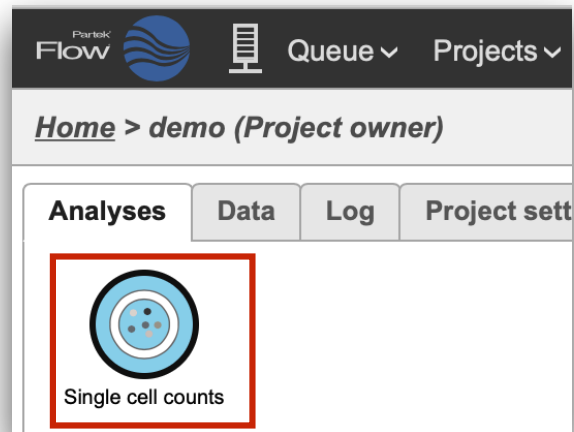 Partek
Flow
Queue Projects
Home > demo (Project owner)
Analyses Data Log Project sett
Single cell counts